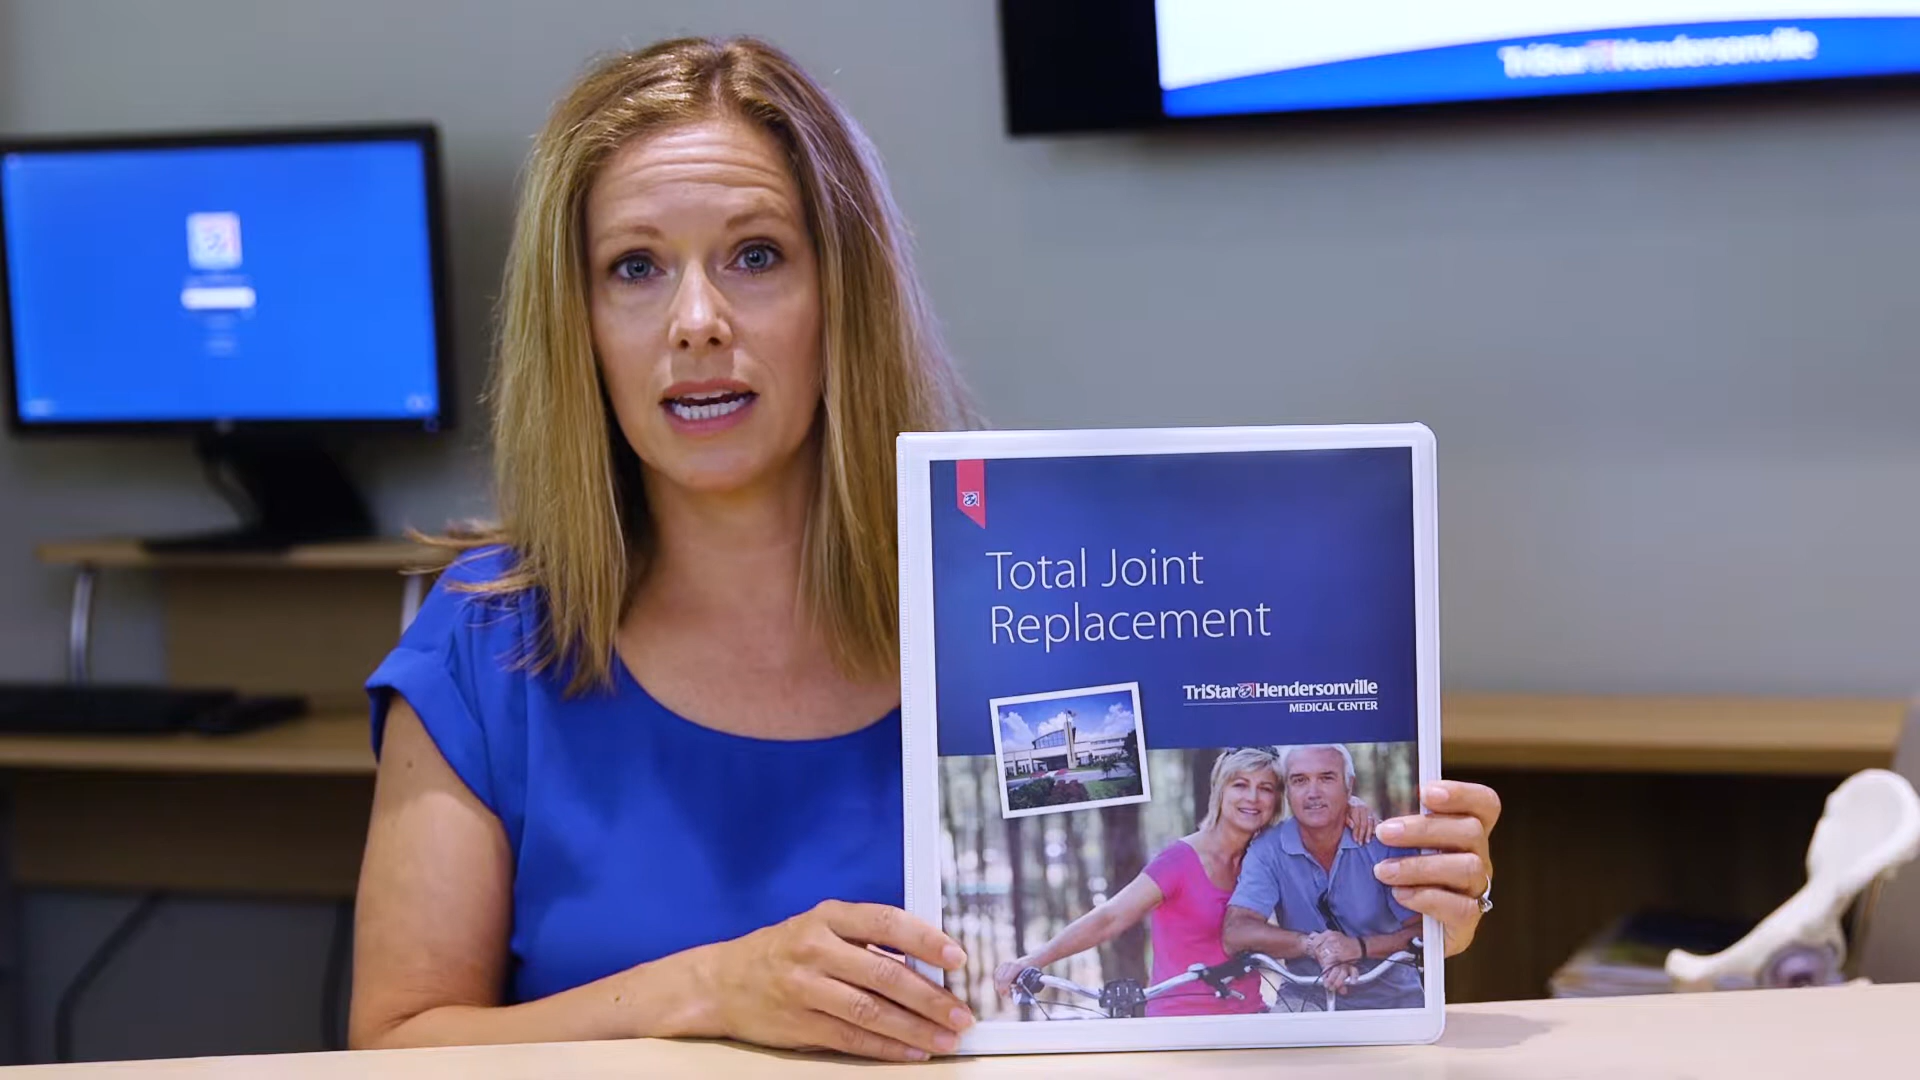 TriStar Hendersonville
Total Joint
Replacement
TriStar Hendersonville
MEDICAL CENTER